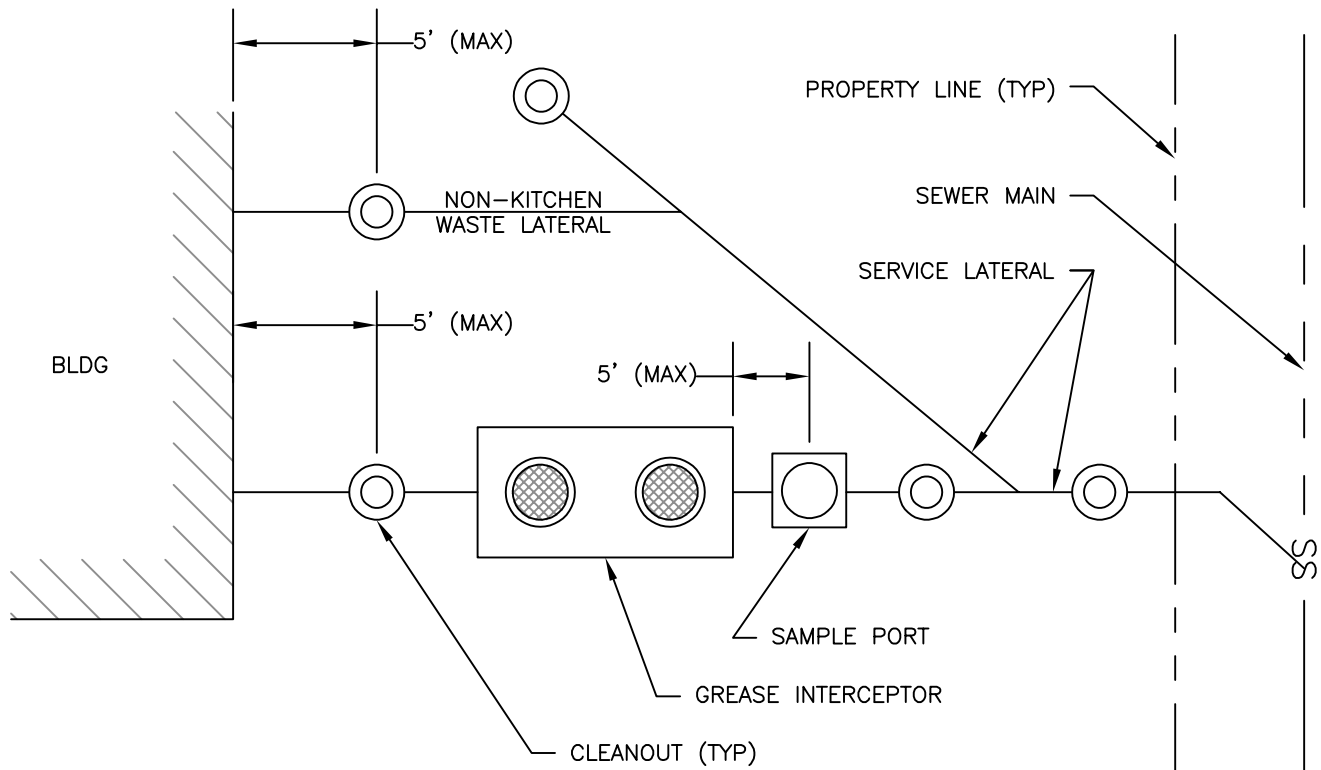 5' (MAX)
PROPERTY LINE (TYP)
NON-KITCHEN
WASTE LATERAL
SEWER MAIN
SERVICE LATERAL
5' (MAX)
BLDG
5' (MAX)
SS
SAMPLE PORT
GREASE INTERCEPTOR
CLEANOUT (TYP)